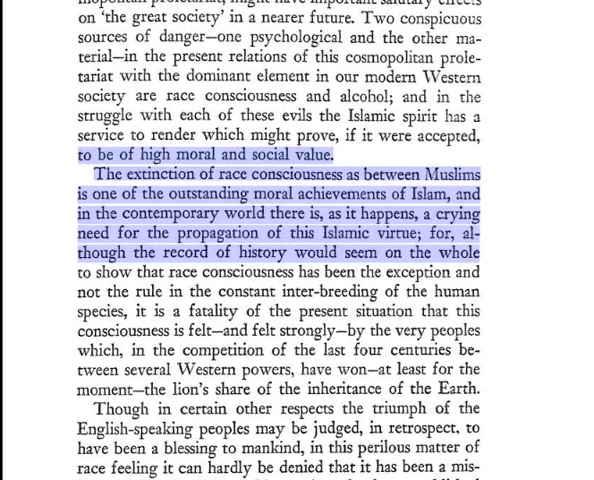 mopolitan proletariat, might have important salutary effects
on ‘the great society’ in a nearer future. Two conspicuous
sources of danger—one psychological and the other ma-
terial—in the present relations of this cosmopolitan prole-
tariat with the dominant element in our modern Western
society are race consciousness and alcohol; and in the
struggle with each of these evils the Islamic spirit has a
service to render which might prove, if it were accepted,
to be of high moral and social value.
The extinction of race consciousness as between Muslims
is one of the outstanding moral achievements of Islam, and
in the contemporary world there is, as it happens, a crying
need for the propagation of this Islamic virtue; for, al-
though the record of history would seem on the whole
to show that race consciousness has been the exception and
not the rule in the constant inter-breeding of the human
species, it is a fatality of the present situation that this
consciousness is felt—and felt strongly—by the very peoples
which, in the competition of the last four centuries be-
tween several Western powers, have won—at least for the
moment—the lion’s share of the inheritance of the Earth.
Though in certain other respects the triumph of the
English-speaking peoples may be judged, in retrospect, to
have been a blessing to mankind, in this perilous matter of
race feeling it can hardly be denied that it has been a mis-